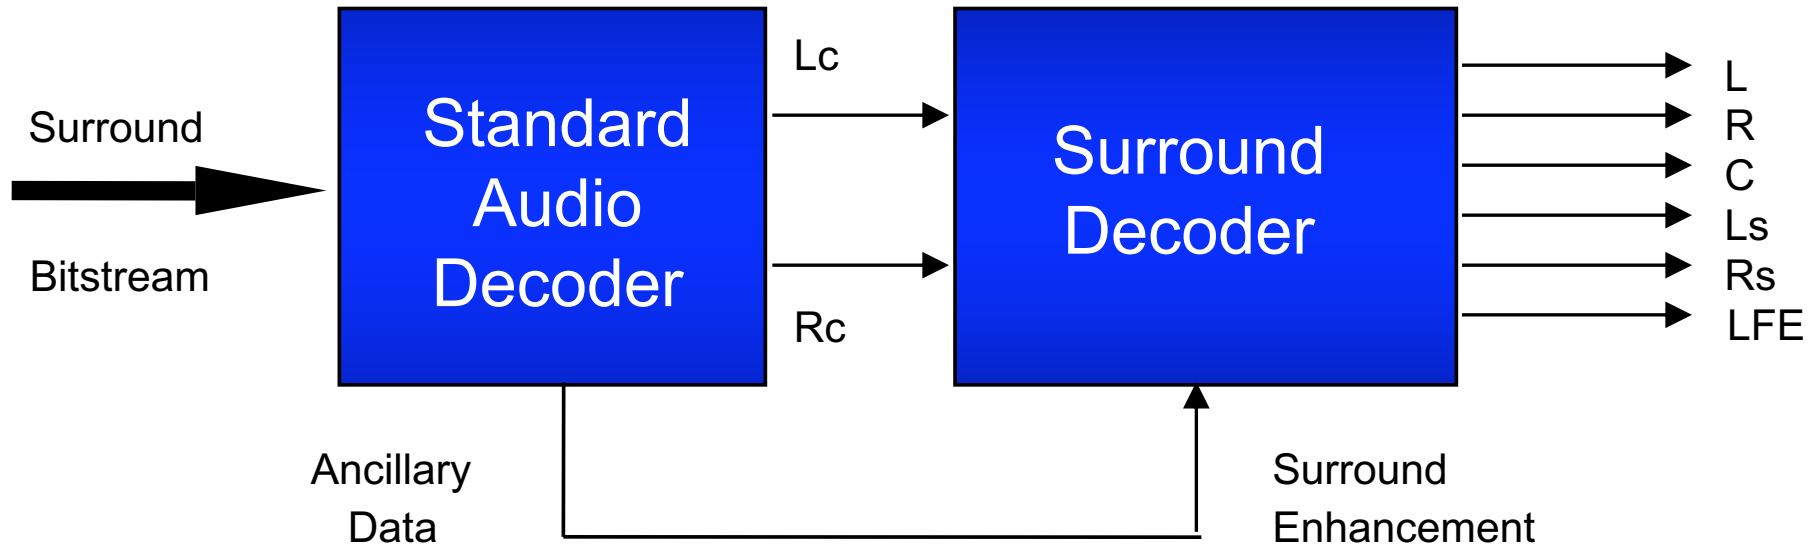 Surround
Bitstream
Standard
Audio
Decoder
Lc
Rc
Surround
Decoder
L
R
C
Ls
Rs
LFE
Ancillary
Data
Surround
Enhancement